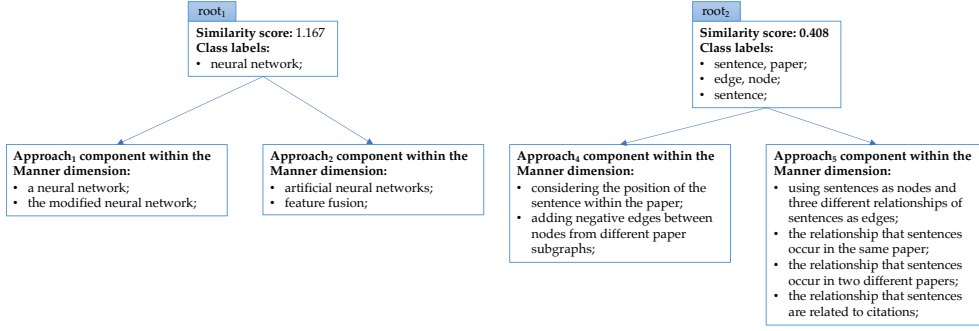 root₁
Similarity score: 1.167
Class labels:
• neural network;
Approach₁ component within the
Manner dimension:
• a neural network;
• the modified neural network;
Approach₂ component within the
Manner dimension:
• artificial neural networks;
• feature fusion;
root₂
Similarity score: 0.408
Class labels:
• sentence, paper;
• edge, node;
• sentence;
Approach₄ component within the
Manner dimension:
• considering the position of the
sentence within the paper;
• adding negative edges between
nodes from different paper
subgraphs;
Approach₅ component within the
Manner dimension:
• using sentences as nodes and
three different relationships of
sentences as edges;
• the relationship that sentences
occur in the same paper;
• the relationship that sentences
occur in two different papers;
• the relationship that sentences
are related to citations;